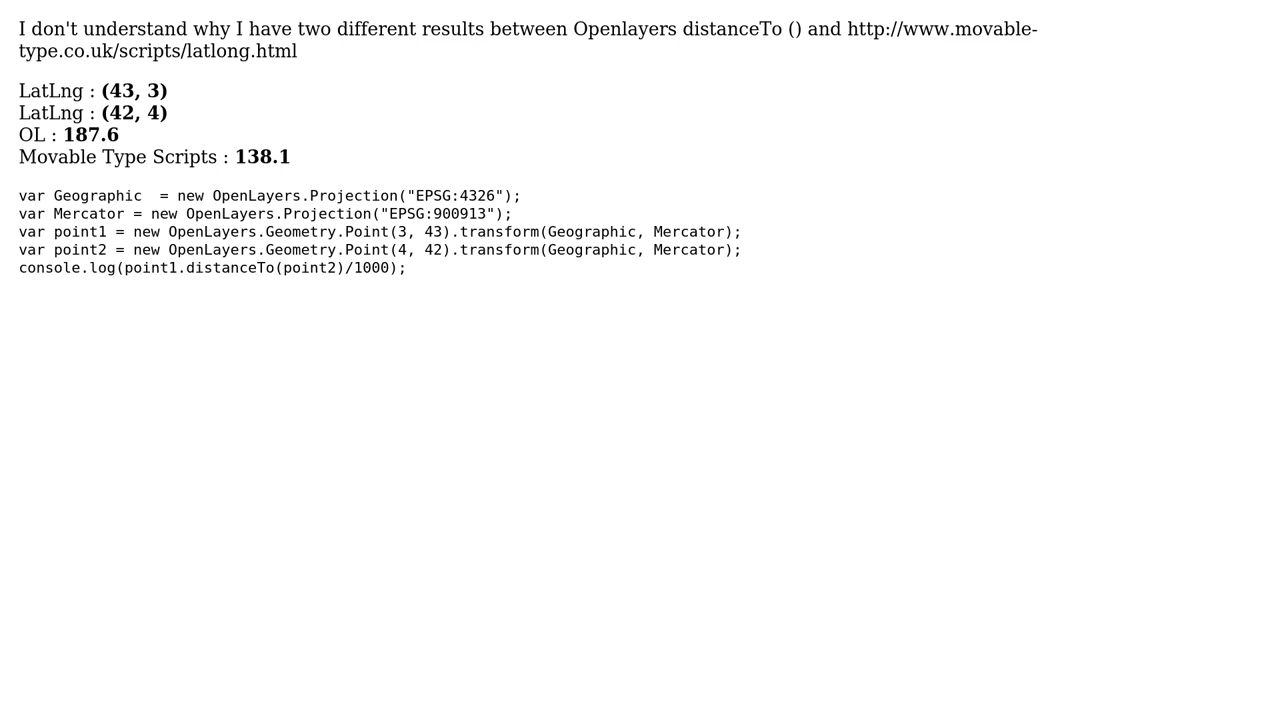 I don't understand why I have two different results between Openlayers distanceTo () and http://www.movable-
type.co.uk/scripts/latlong.html
LatLng : (43, 3)
LatLng : (42, 4)
OL : 187.6
Movable Type Scripts : 138.1
var Geographic  = new OpenLayers.Projection("EPSG:4326");
var Mercator = new OpenLayers.Projection("EPSG:900913");
var point1 = new OpenLayers.Geometry.Point(3, 43).transform(Geographic, Mercator);
var point2 = new OpenLayers.Geometry.Point(4, 42).transform(Geographic, Mercator);
console.log(point1.distanceTo(point2)/1000);